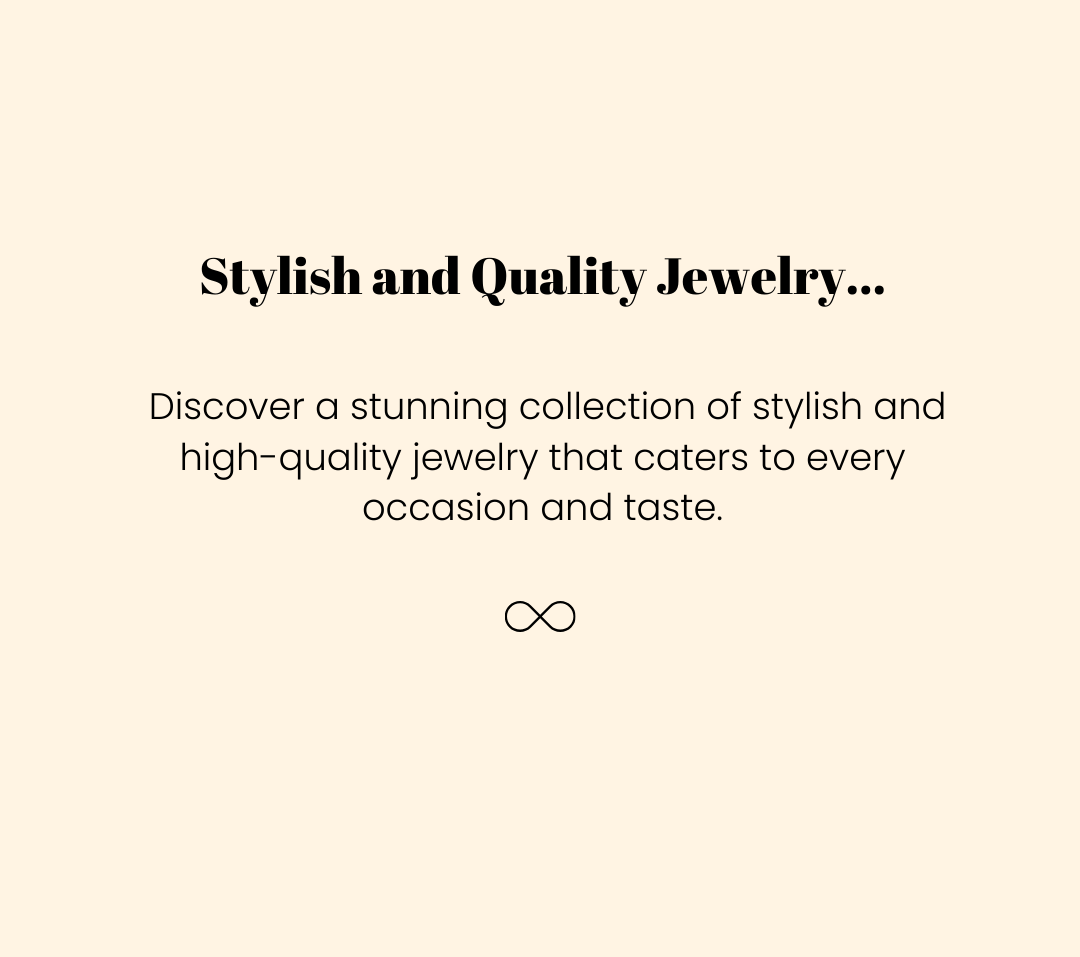 Stylish and Quality Jewelry...
Discover a stunning collection of stylish and
high-quality jewelry that caters to every
occasion and taste.